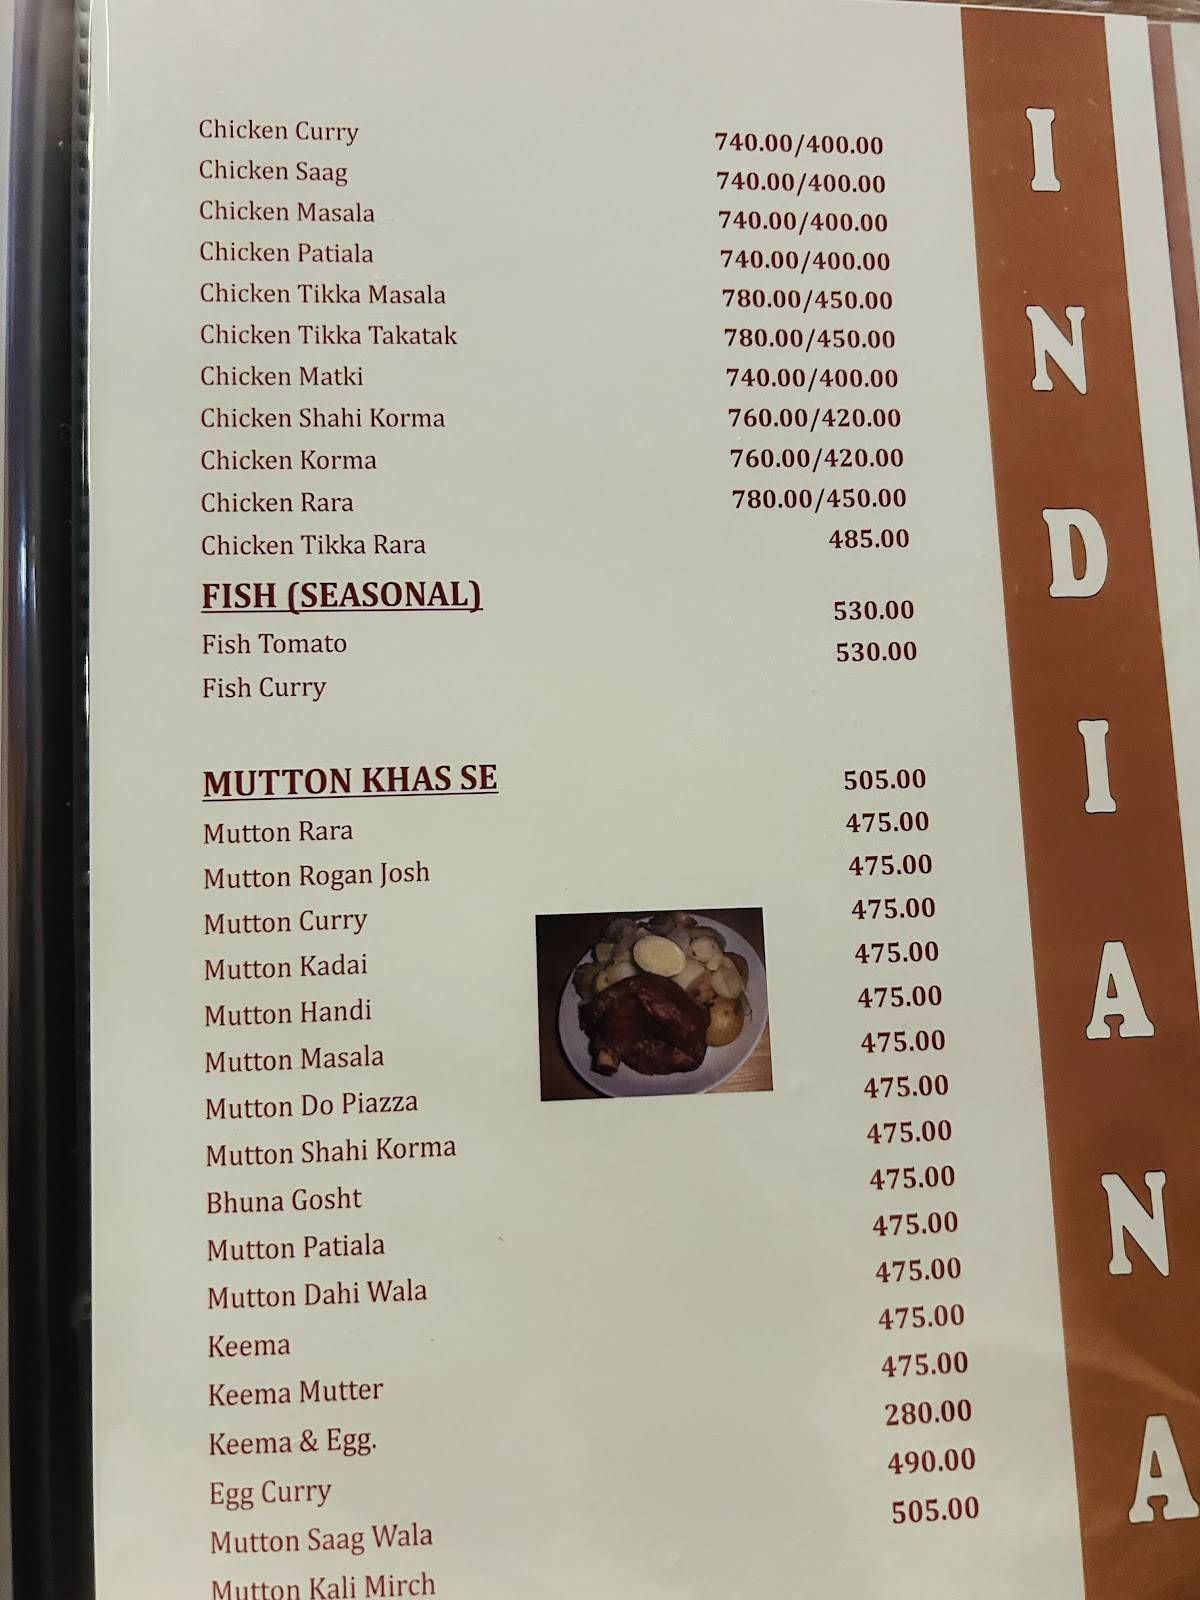 Chicken Curry 740.00/400.00
Chicken Saag 740.00/400.00
Chicken Masala 740.00/400.00
Chicken Patiala 740.00/400.00
Chicken Tikka Masala 780.00/450.00
Chicken Tikka Takatak 780.00/450.00
Chicken Matki 740.00/400.00
Chicken Shahi Korma 760.00/420.00
Chicken Korma 760.00/420.00
Chicken Rara 780.00/450.00
Chicken Tikka Rara 485.00
FISH (SEASONAL)
Fish Tomato 530.00
Fish Curry 530.00
MUTTON KHAS SE
Mutton Rara 505.00
Mutton Rogan Josh 475.00
Mutton Curry 475.00
Mutton Kadai 475.00
Mutton Handi 475.00
Mutton Masala 475.00
Mutton Do Piazza 475.00
Mutton Shahi Korma 475.00
Bhuna Gosht 475.00
Mutton Patiala 475.00
Mutton Dahi Wala 475.00
Keema 475.00
Keema Mutter 475.00
Keema & Egg. 475.00
Egg Curry 280.00
Mutton Saag Wala 490.00
Mutton Kali Mirch 505.00
INDIANA